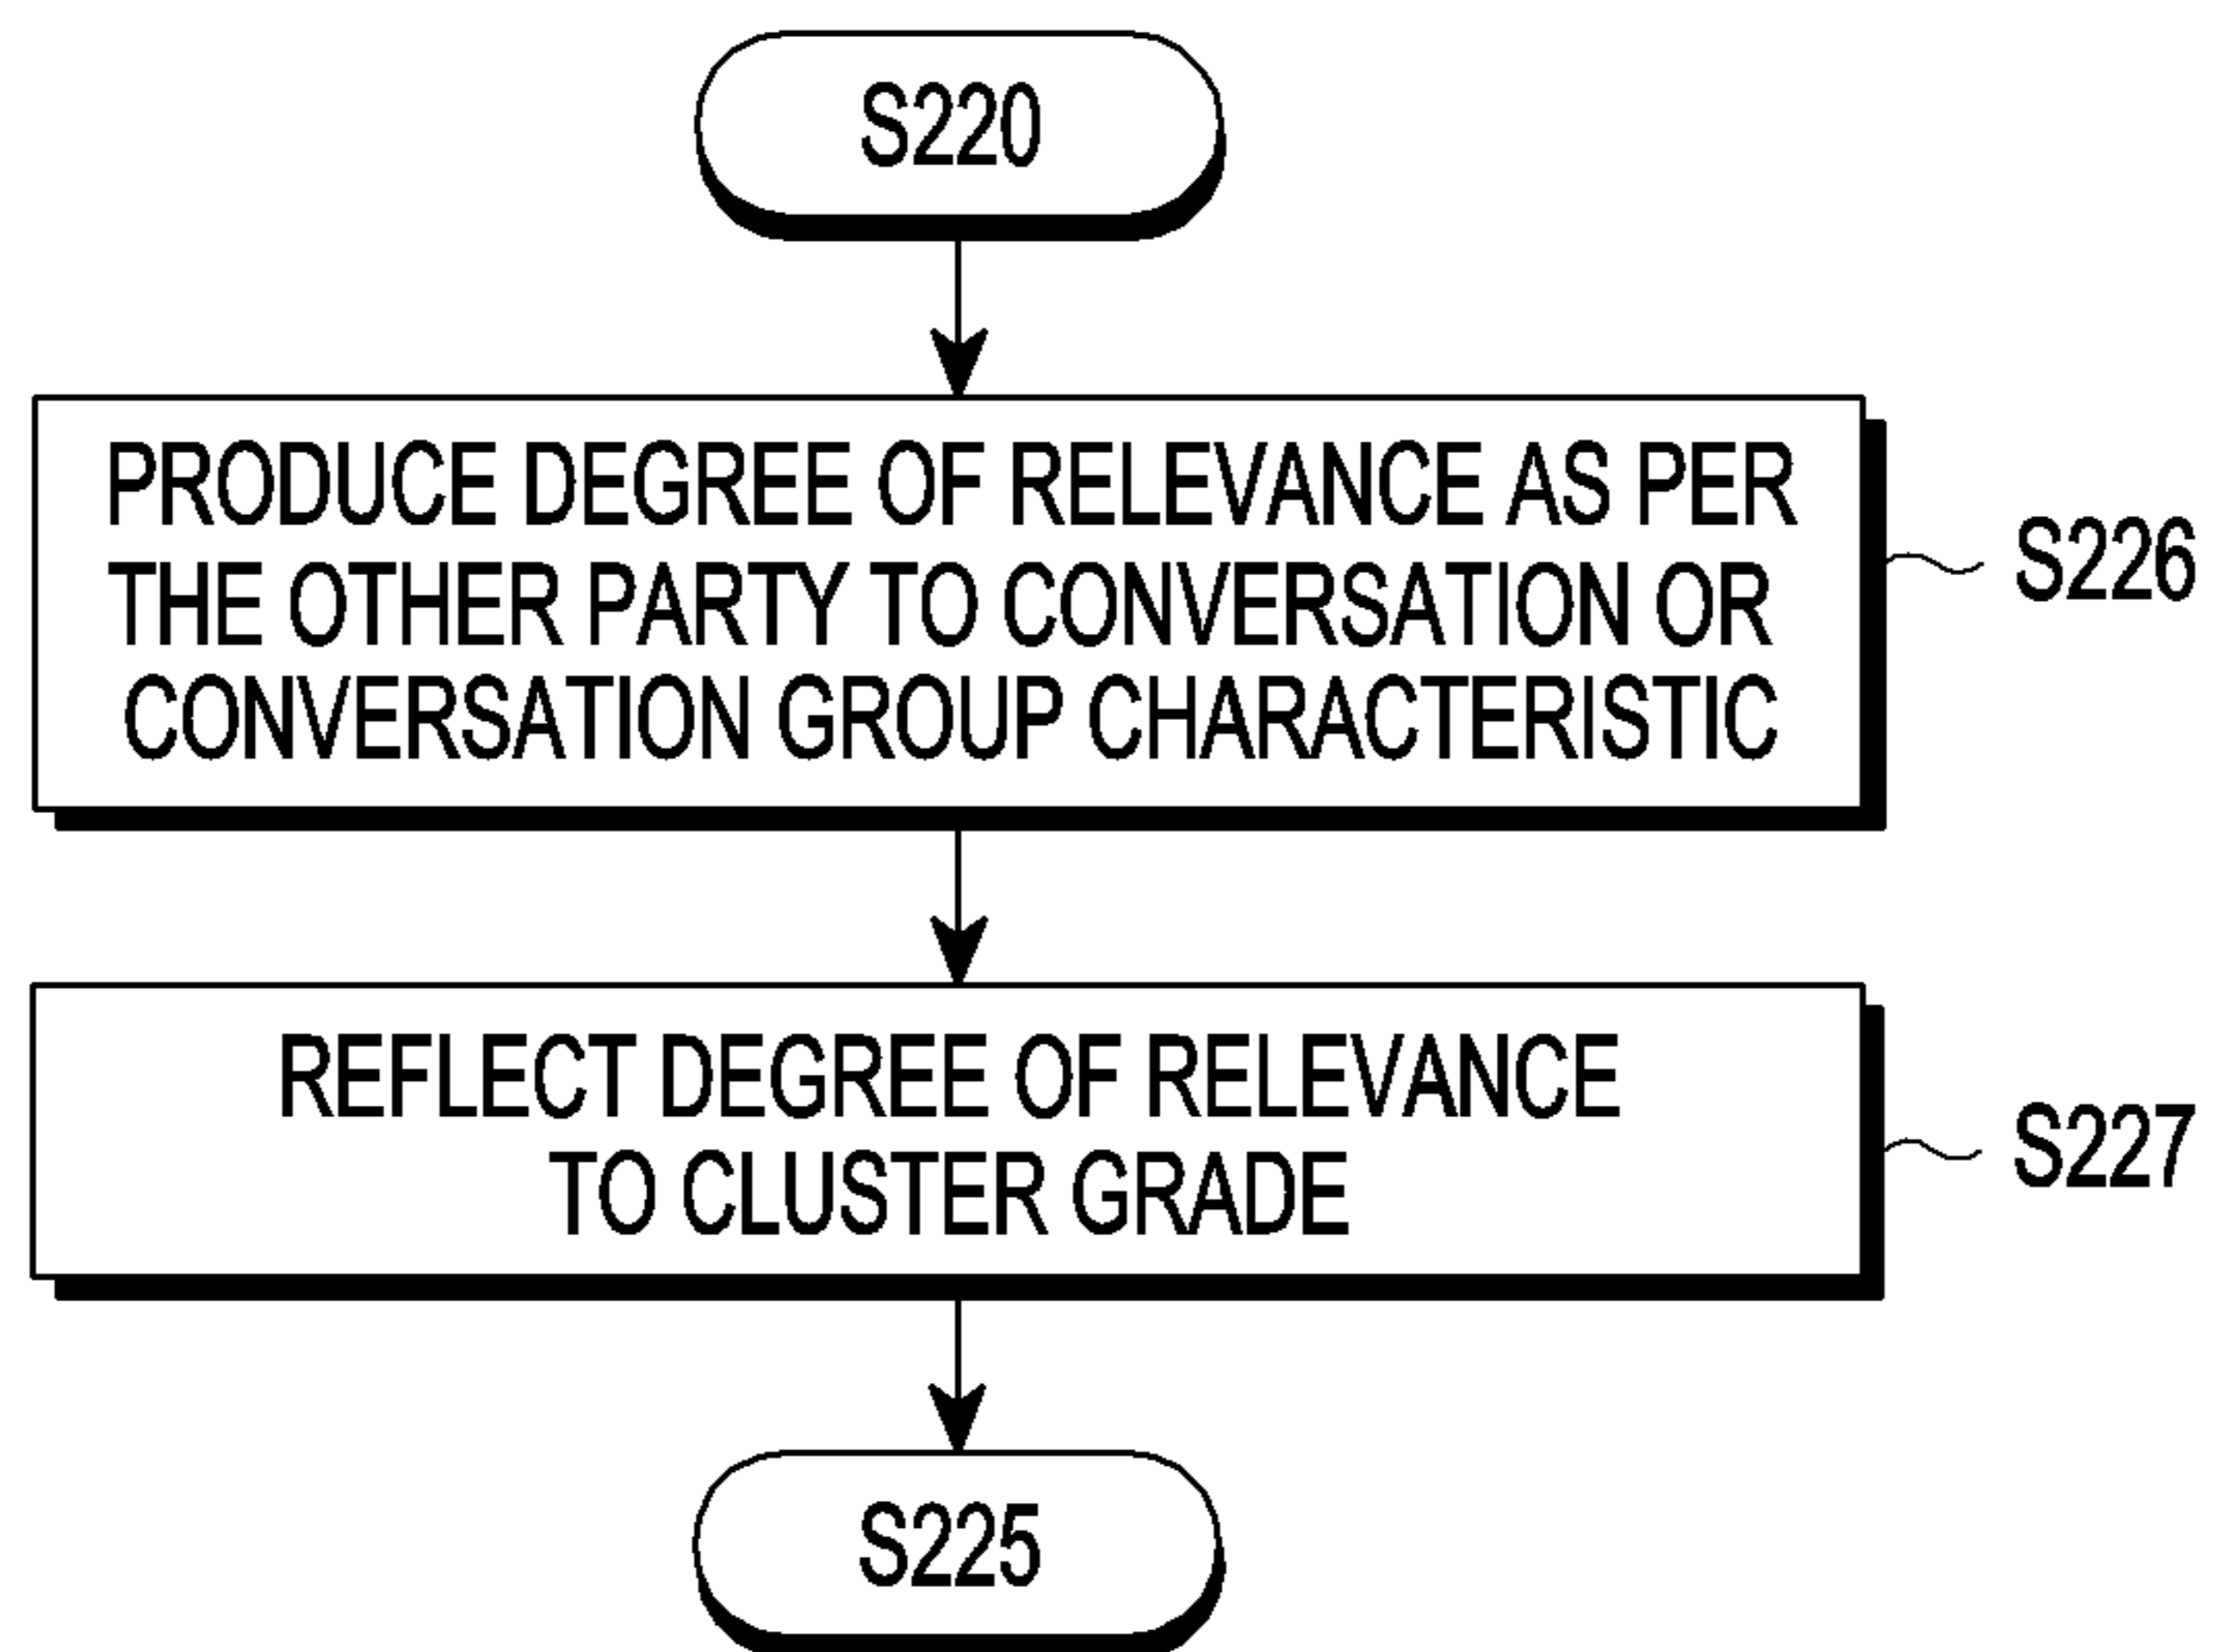 S220
PRODUCE DEGREE OF RELEVANCE AS PER
THE OTHER PARTY TO CONVERSATION OR
CONVERSATION GROUP CHARACTERISTIC
S226
REFLECT DEGREE OF RELEVANCE
TO CLUSTER GRADE
S227
S225